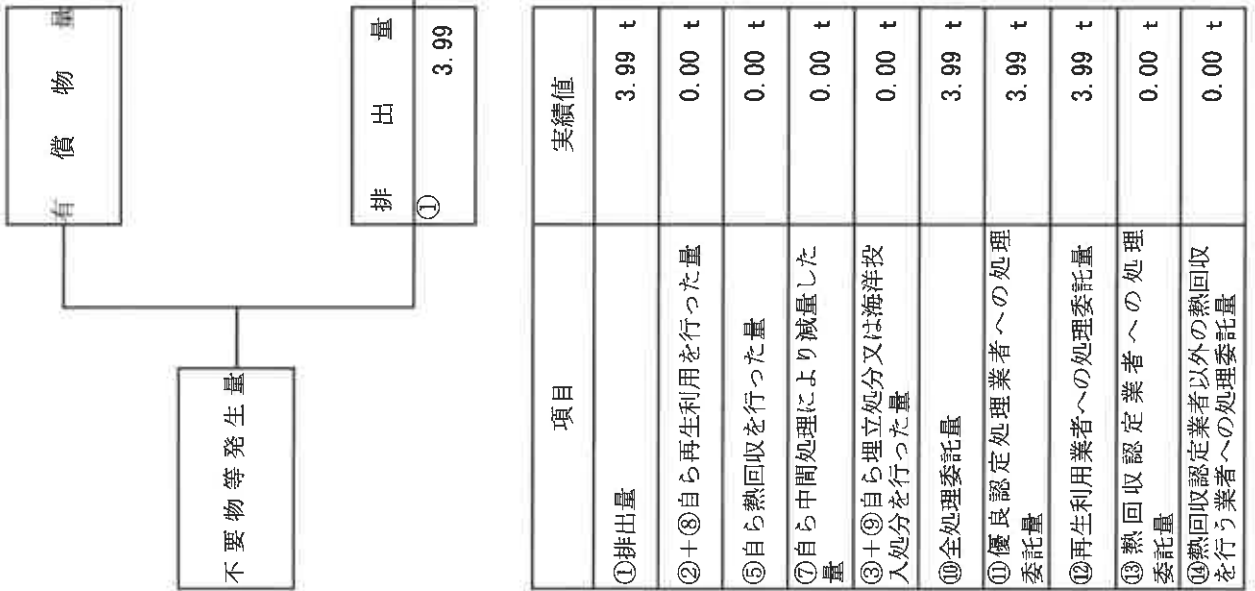 有償物量
排出量
① 3.99
不要物等発生量
項目 実績値
①排出量 3.99 t
②+⑧自ら再生利用を行った量 0.00 t
⑤自ら熱回収を行った量 0.00 t
⑦自ら中間処理により減量した
量 0.00 t
③+⑨自ら埋立処分又は海洋投
入処分を行った量 0.00 t
⑩全処理委託量 3.99 t
⑪優良認定処理業者への処理
委託量 3.99 t
⑫再生利用業者への処理委託量 3.99 t
⑬熱回収認定業者への処理
委託量 0.00 t
⑭熱回収認定業者以外の熱回収
を行う業者への処理委託量 0.00 t